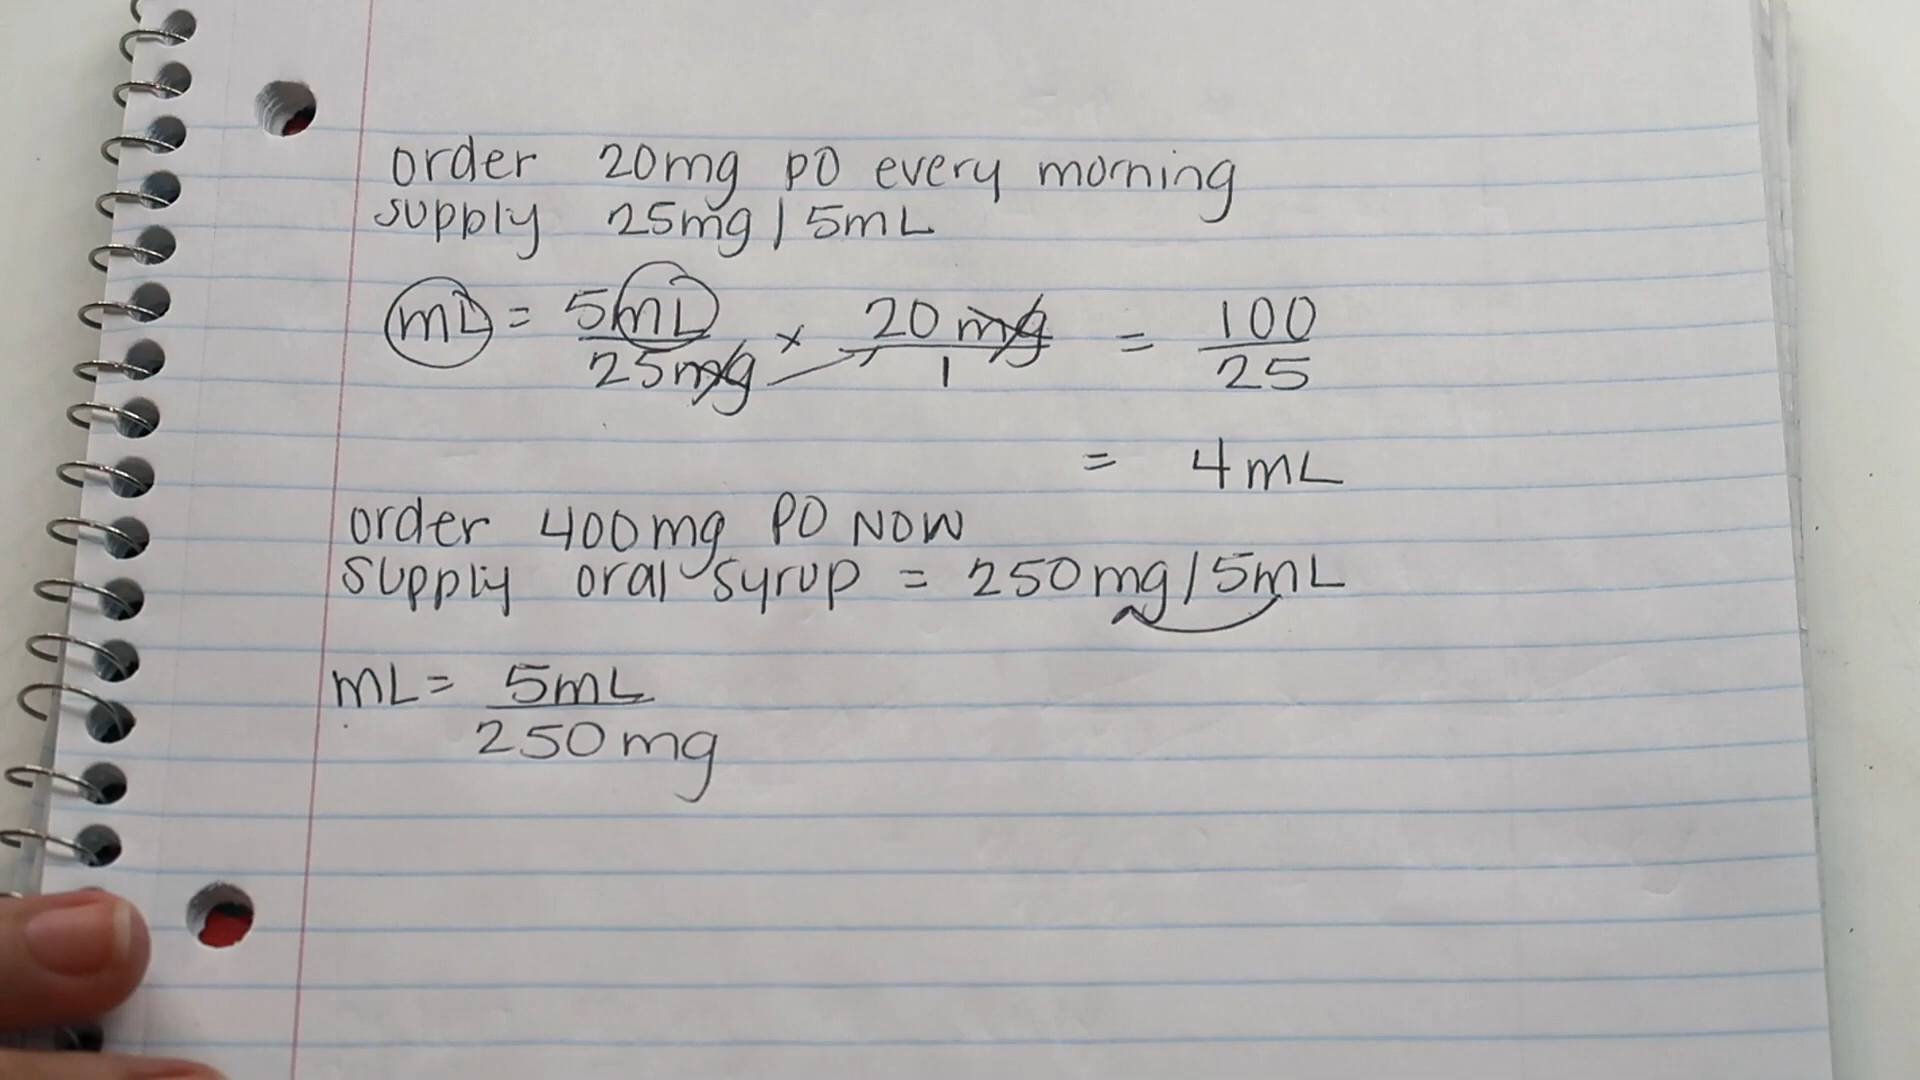 order 20mg PO every morning
supply 25mg / 5mL
mL = 5mL / 25mg × 20mg / 1 = 100 / 25
= 4mL
order 400mg PO NOW
supply oral syrup = 250mg / 5mL
mL = 5mL / 250mg